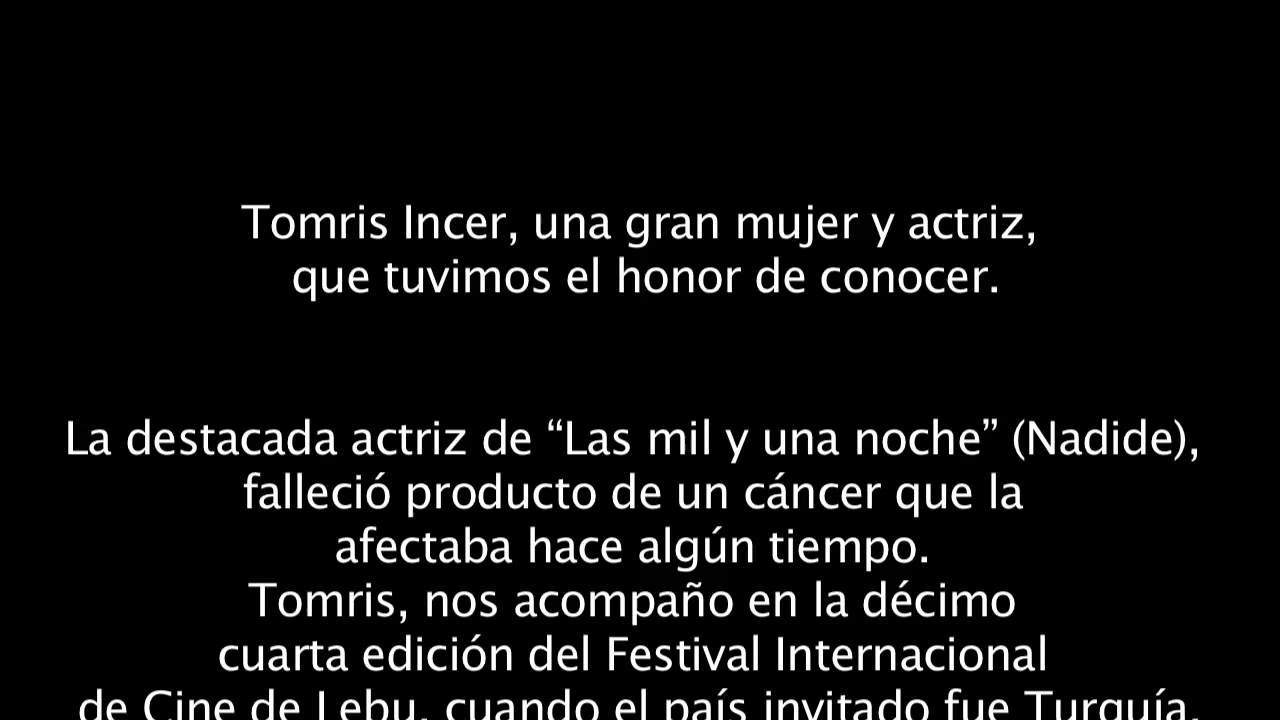 Tomris Incer, una gran mujer y actriz,
que tuvimos el honor de conocer.
La destacada actriz de “Las mil y una noche” (Nadide),
falleció producto de un cáncer que la
afectaba hace algún tiempo.
Tomris, nos acompaño en la décimo
cuarta edición del Festival Internacional
de Cine de Lebu, cuando el país invitado fue Turquía.